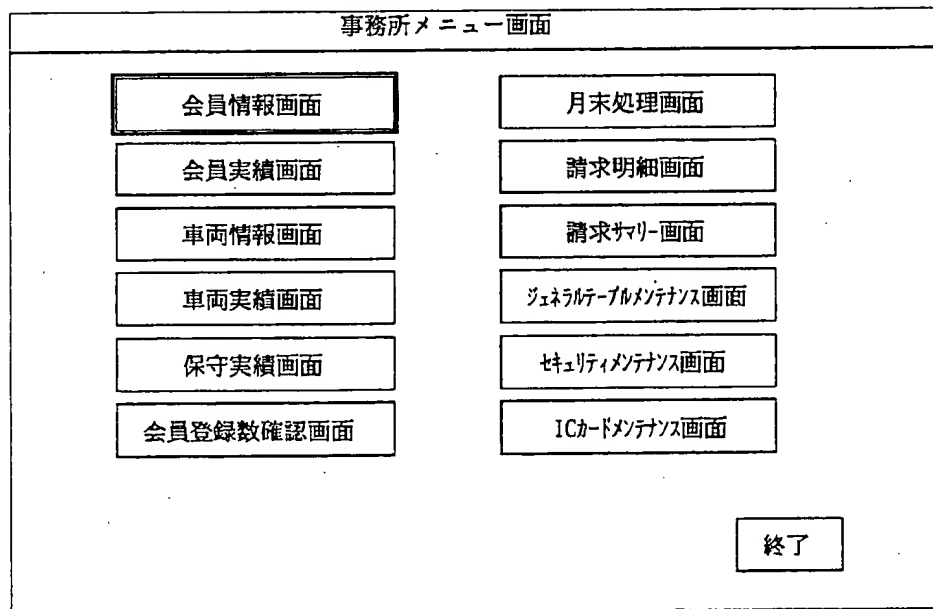 事務所メニュー画面
会員情報画面
会員実績画面
車両情報画面
車両実績画面
保守実績画面
会員登録数確認画面
月末処理画面
請求明細画面
請求ｻﾏﾘｰ画面
ｼﾞｪﾈﾗﾙﾃｰﾌﾞﾙﾒﾝﾃﾅﾝｽ画面
ｾｷｭﾘﾃｨﾒﾝﾃﾅﾝｽ画面
ICｶｰﾄﾞﾒﾝﾃﾅﾝｽ画面
終了